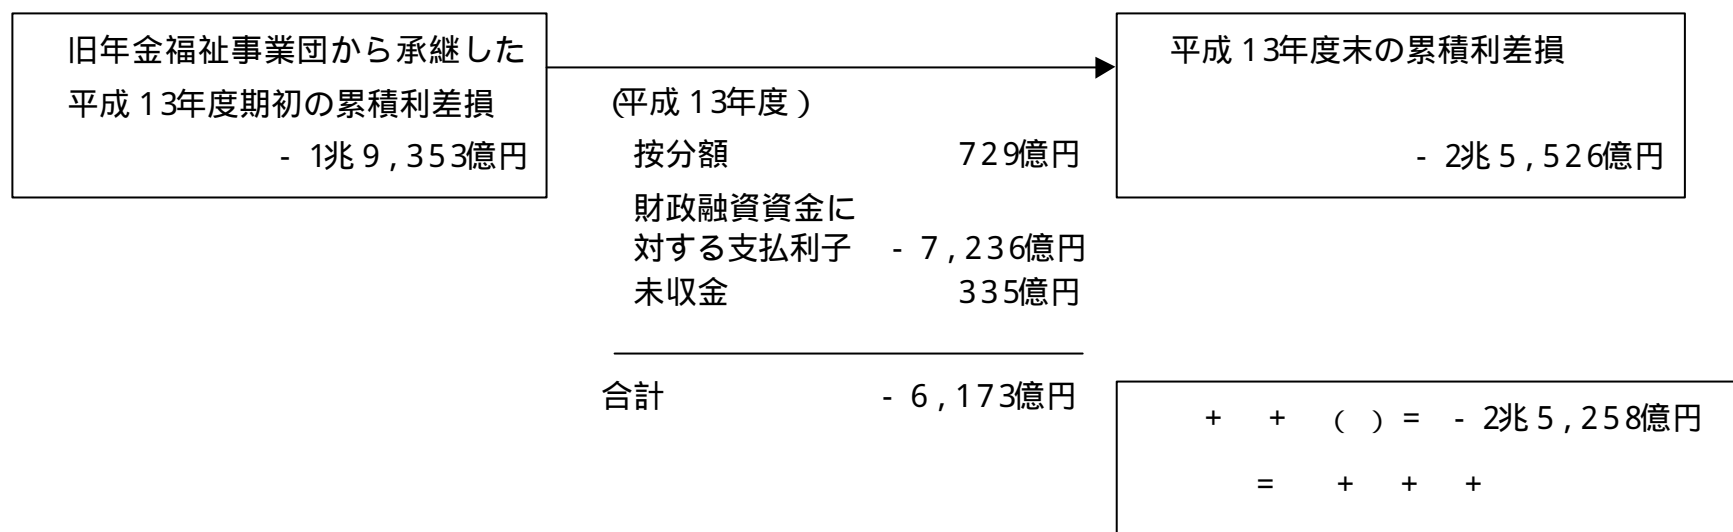 旧年金福祉事業団から承継した
平成13年度期初の累積利差損
- 1兆9,353億円
(平成13年度)
按分額 729億円
財政融資資金に
対する支払利子 - 7,236億円
未収金 335億円
合計 - 6,173億円
平成13年度末の累積利差損
- 2兆5,526億円
+ + ( ) = - 2兆5,258億円
= + + +